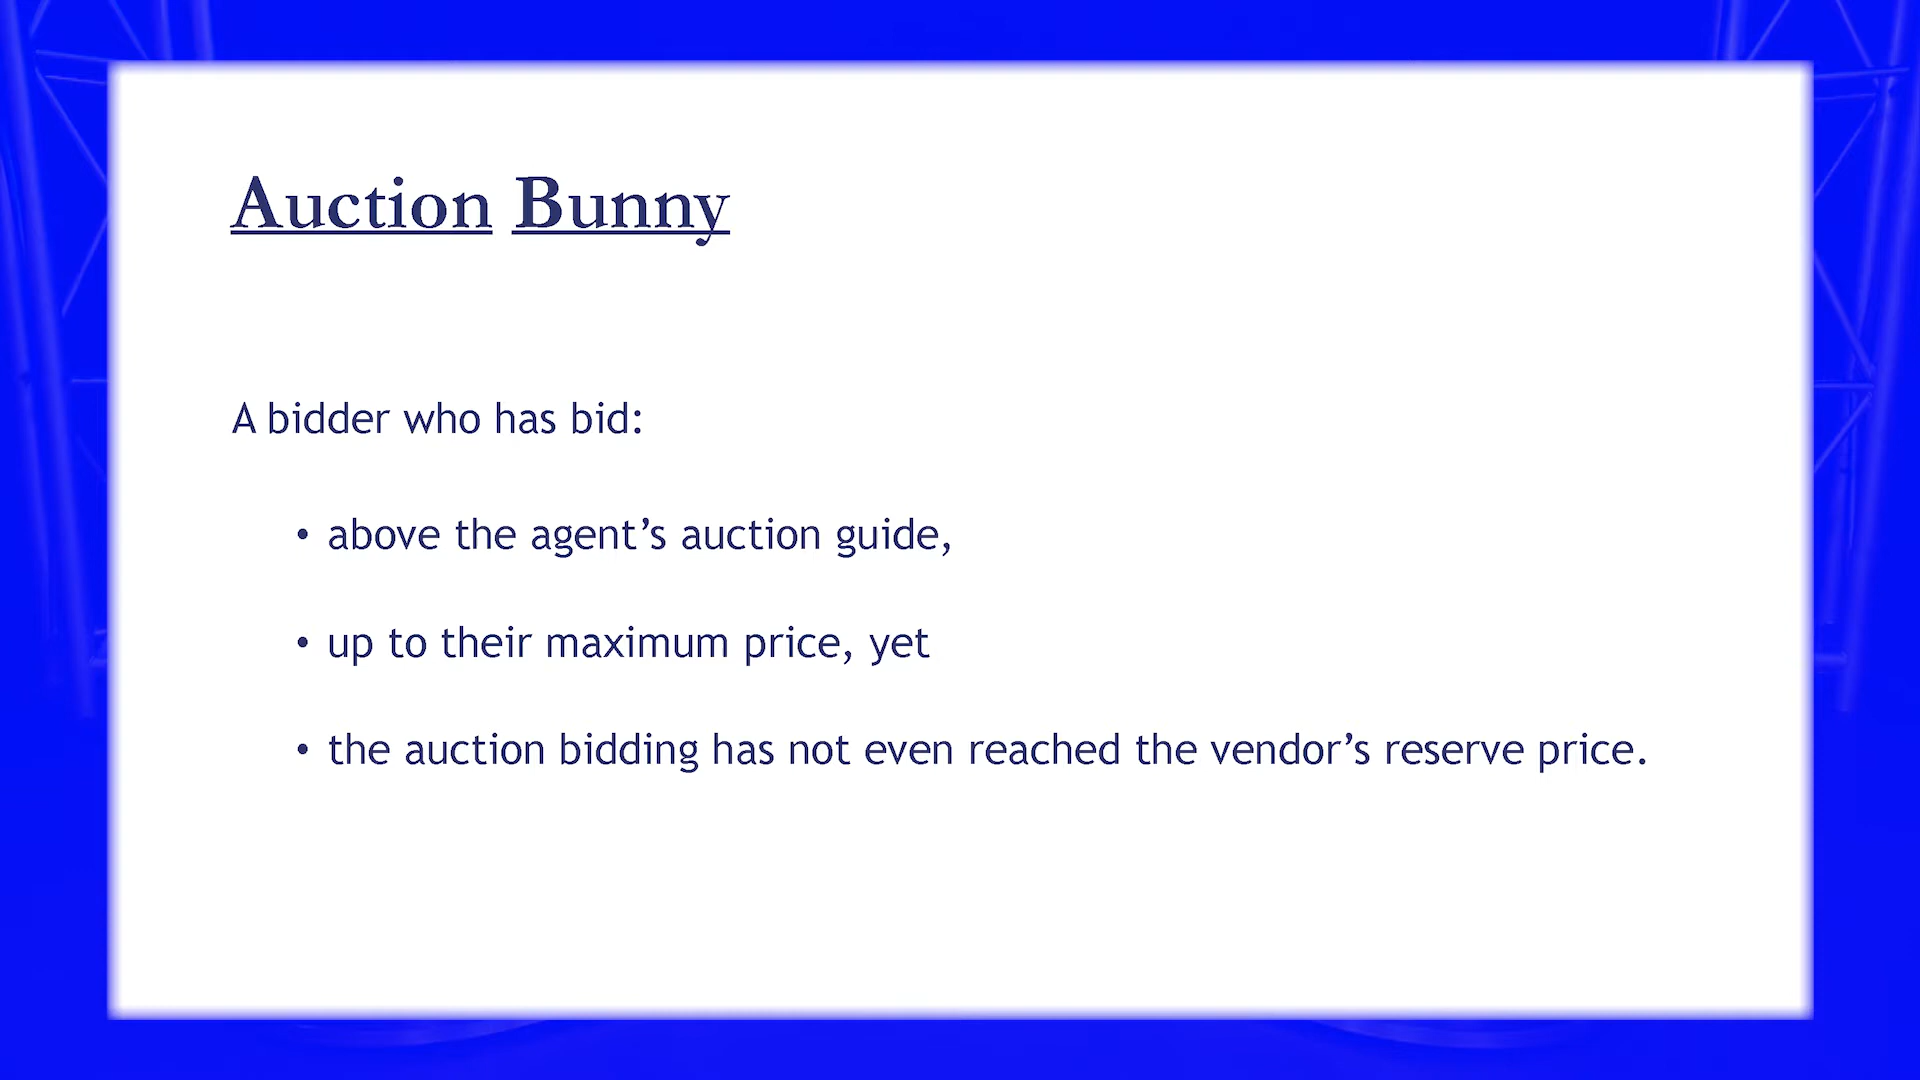 Auction Bunny
A bidder who has bid:
• above the agent’s auction guide,
• up to their maximum price, yet
• the auction bidding has not even reached the vendor’s reserve price.